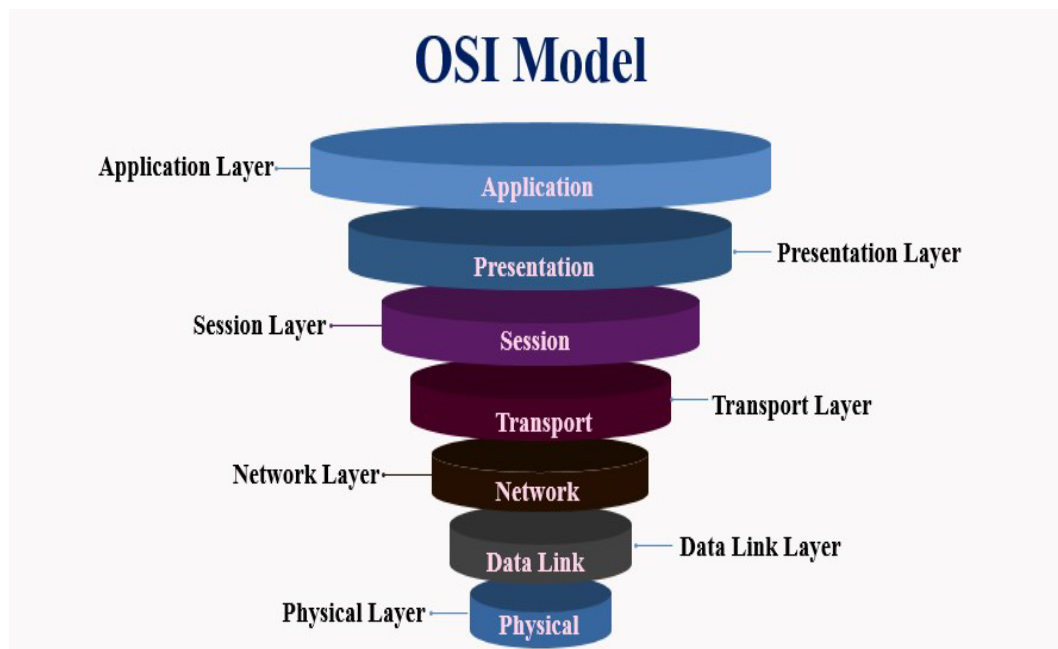 OSI Model
Application Layer
Application
Presentation Layer
Presentation
Session Layer
Session
Transport Layer
Transport
Network Layer
Network
Data Link Layer
Data Link
Physical Layer
Physical